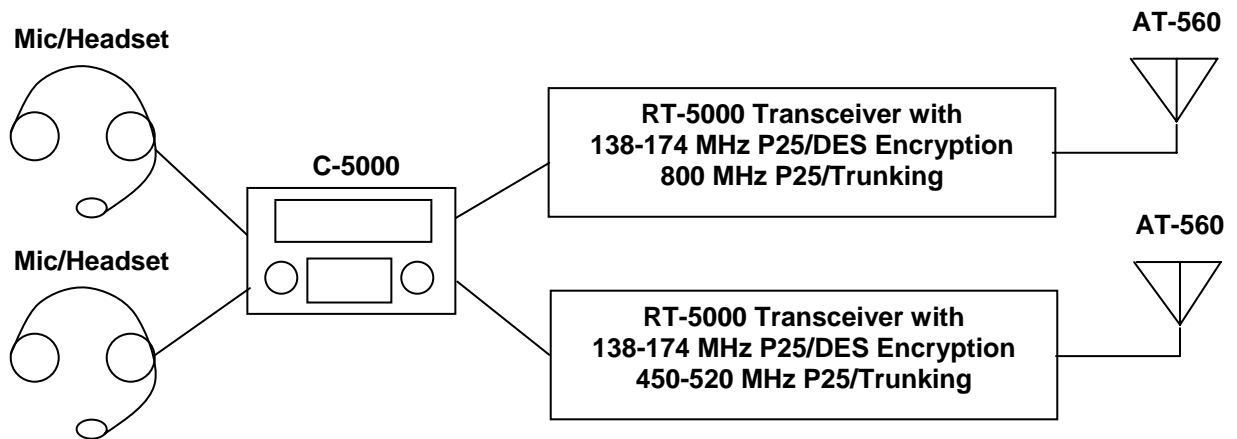 Mic/Headset
C-5000
RT-5000 Transceiver with
138-174 MHz P25/DES Encryption
800 MHz P25/Trunking
AT-560
Mic/Headset
RT-5000 Transceiver with
138-174 MHz P25/DES Encryption
450-520 MHz P25/Trunking
AT-560